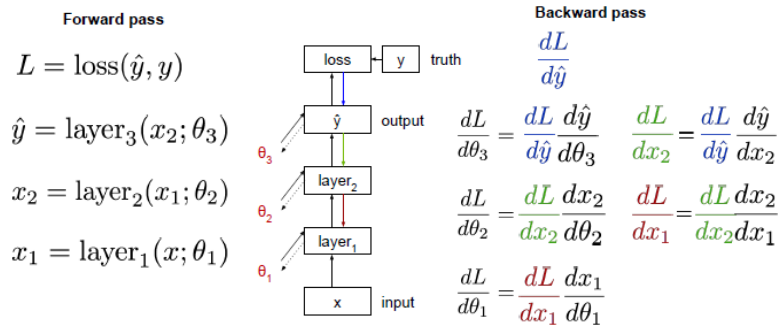 Forward pass
L = loss(ŷ, y)
ŷ = layer₃(x₂; θ₃)
x₂ = layer₂(x₁; θ₂)
x₁ = layer₁(x; θ₁)
loss
y
truth
ŷ
output
θ₃
layer₂
θ₂
layer₁
θ₁
x
input
Backward pass
dL/dŷ
dL/dθ₃ = dL/dŷ dŷ/dθ₃
dL/dx₂ = dL/dŷ dŷ/dx₂
dL/dθ₂ = dL/dx₂ dx₂/dθ₂
dL/dx₁ = dL/dx₂ dx₂/dx₁
dL/dθ₁ = dL/dx₁ dx₁/dθ₁